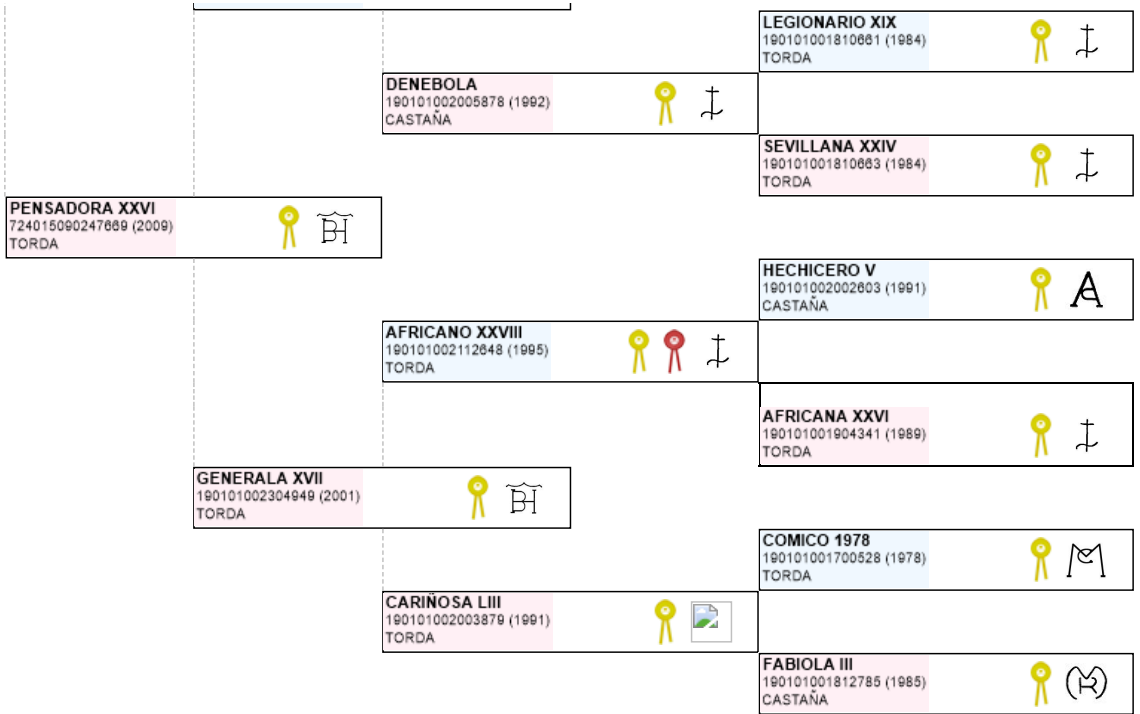 LEGIONARIO XIX
190101001810661 (1984)
TORDA
DENEBOLA
190101002005878 (1992)
CASTAÑA
SEVILLANA XXIV
190101001810663 (1984)
TORDA
PENSADORA XXVI
724015090247669 (2009)
TORDA
HECHICERO V
190101002002603 (1991)
CASTAÑA
AFRICANO XXVIII
190101002112648 (1995)
TORDA
AFRICANA XXVI
190101001904341 (1989)
TORDA
GENERALA XVII
190101002304949 (2001)
TORDA
COMICO 1978
190101001700528 (1978)
TORDA
CARIÑOSA LIII
190101002003879 (1991)
TORDA
FABIOLA III
190101001812785 (1985)
CASTAÑA